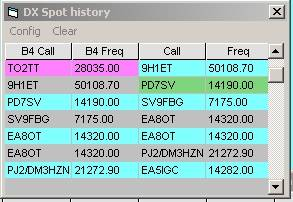 DX Spot history
Config Clear
B4 Call B4 Freq Call Freq
TO2TT 28035.00 9H1ET 50108.70
9H1ET 50108.70 PD7SV 14190.00
PD7SV 14190.00 SV9FBG 7175.00
SV9FBG 7175.00 EA8OT 14320.00
EA8OT 14320.00 EA8OT 14320.00
EA8OT 14320.00 PJ2/DM3HZN 21272.90
PJ2/DM3HZN 21272.90 EA5IGC 14282.00